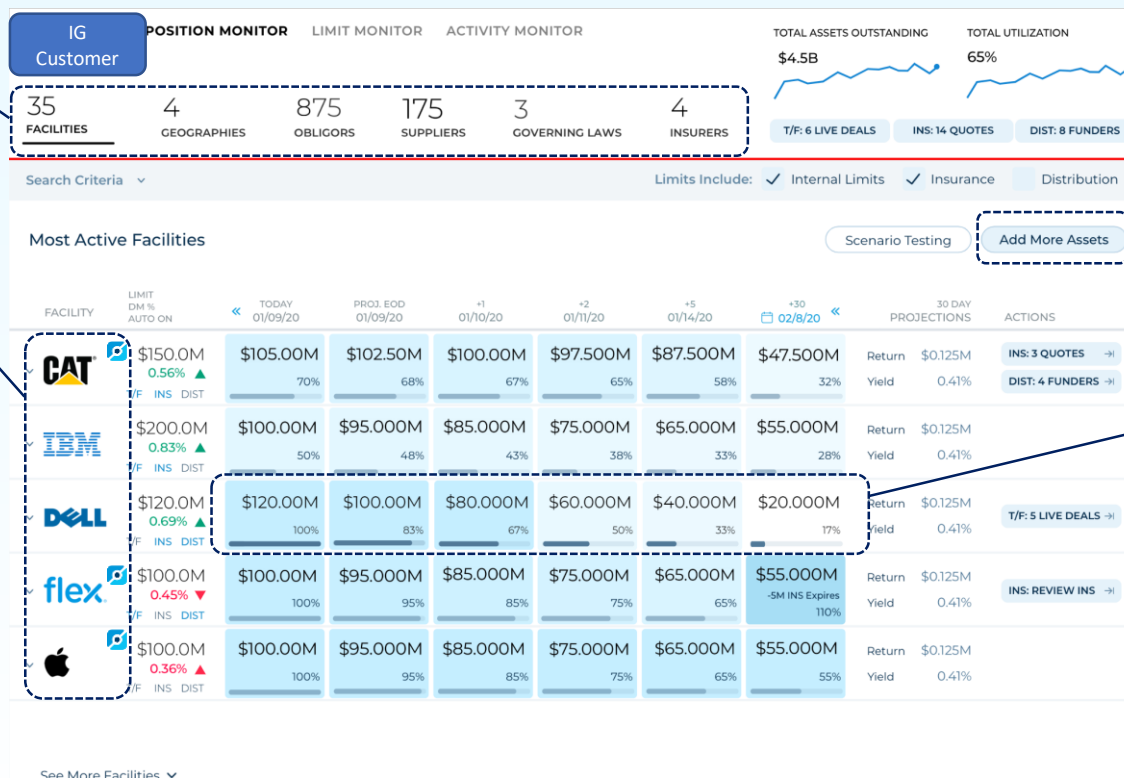 IG
Customer
POSITION MONITOR LIMIT MONITOR ACTIVITY MONITOR
TOTAL ASSETS OUTSTANDING TOTAL UTILIZATION
$4.5B 65%
35 4 875 175 3 4
FACILITIES GEOGRAPHIES OBLIGORS SUPPLIERS GOVERNING LAWS INSURERS
T/F: 6 LIVE DEALS INS: 14 QUOTES DIST: 8 FUNDERS
Search Criteria Limits Include: Internal Limits Insurance Distribution
Most Active Facilities Scenario Testing Add More Assets
FACILITY
LIMIT
DM %
AUTO ON
TODAY
01/09/20
PROJ. EOD
01/09/20
+1
01/10/20
+2
01/11/20
+5
01/14/20
+30
02/8/20
30 DAY
PROJECTIONS
ACTIONS
CAT $150.0M $105.00M $102.50M $100.00M $97.500M $87.500M $47.500M Return $0.125M INS: 3 QUOTES
0.56% 70% 68% 67% 65% 58% 32% Yield 0.41% DIST: 4 FUNDERS
T/F INS DIST
IBM $200.0M $100.00M $95.000M $85.000M $75.000M $65.000M $55.000M Return $0.125M
0.83% 50% 48% 43% 38% 33% 28% Yield 0.41%
T/F INS DIST
DELL $120.0M $120.00M $100.00M $80.000M $60.000M $40.000M $20.000M Return $0.125M T/F: 5 LIVE DEALS
0.69% 100% 83% 67% 50% 33% 17% Yield 0.41%
T/F INS DIST
flex $100.0M $100.00M $95.000M $85.000M $75.000M $65.000M $55.000M Return $0.125M INS: REVIEW INS
-5M INS Expires
0.45% 100% 95% 85% 75% 65% 110% Yield 0.41%
T/F INS DIST
$100.0M $100.00M $95.000M $85.000M $75.000M $65.000M $55.000M Return $0.125M
0.36% 100% 95% 85% 75% 65% 55% Yield 0.41%
T/F INS DIST
See More Facilities